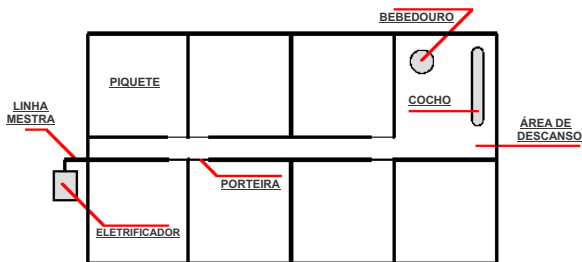 BEBEDOURO
PIQUETE
COCHO
LINHA
MESTRA
ÁREA DE
DESCANSO
PORTEIRA
ELETRIFICADOR